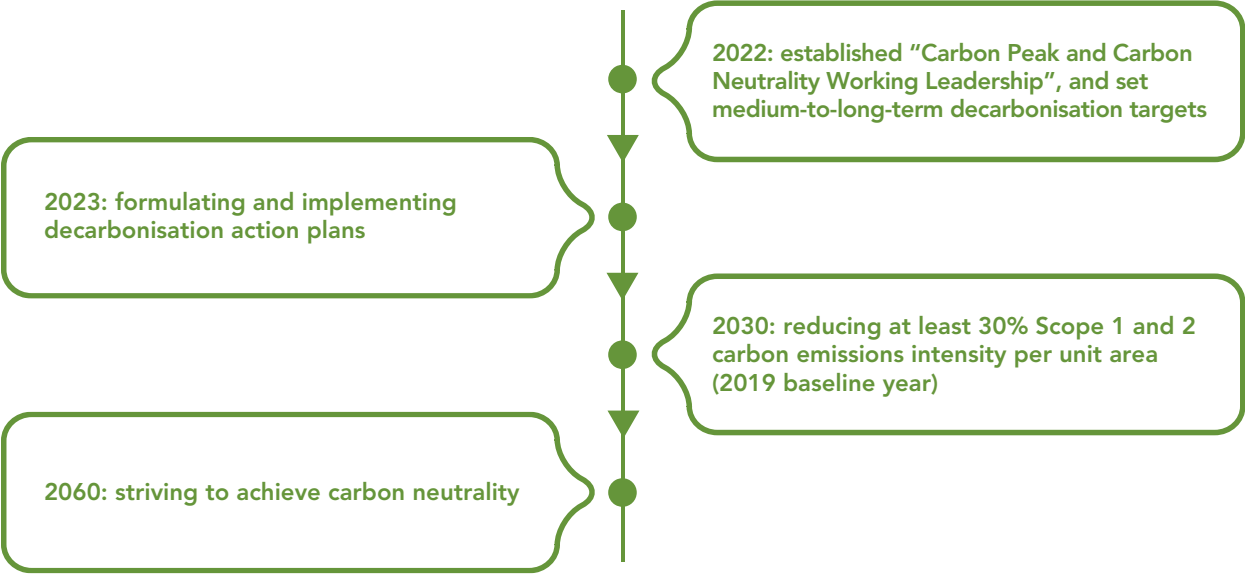 2022: established “Carbon Peak and Carbon
Neutrality Working Leadership”, and set
medium-to-long-term decarbonisation targets
2023: formulating and implementing
decarbonisation action plans
2030: reducing at least 30% Scope 1 and 2
carbon emissions intensity per unit area
(2019 baseline year)
2060: striving to achieve carbon neutrality